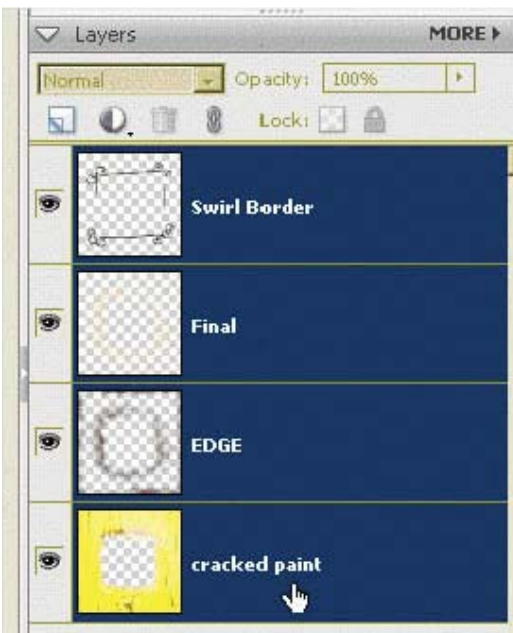 Layers MORE
Normal Opacity: 100%
Lock:
Swirl Border
Final
EDGE
cracked paint